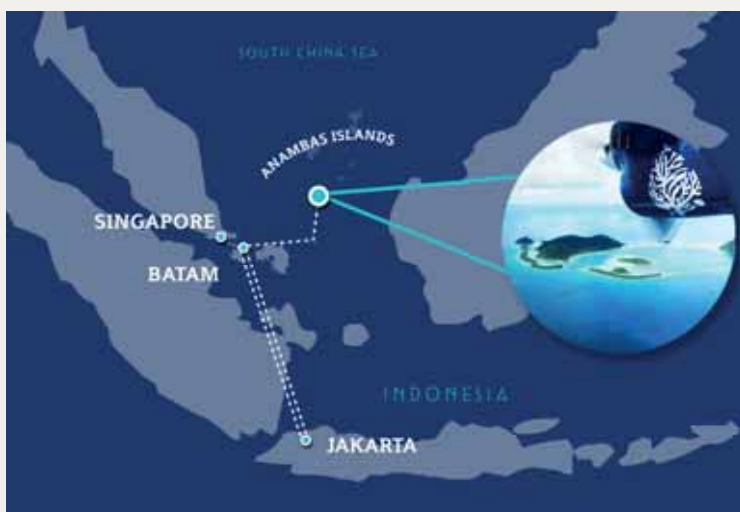 SOUTH CHINA SEA
ANAMBAS ISLANDS
SINGAPORE
BATAM
INDONESIA
JAKARTA